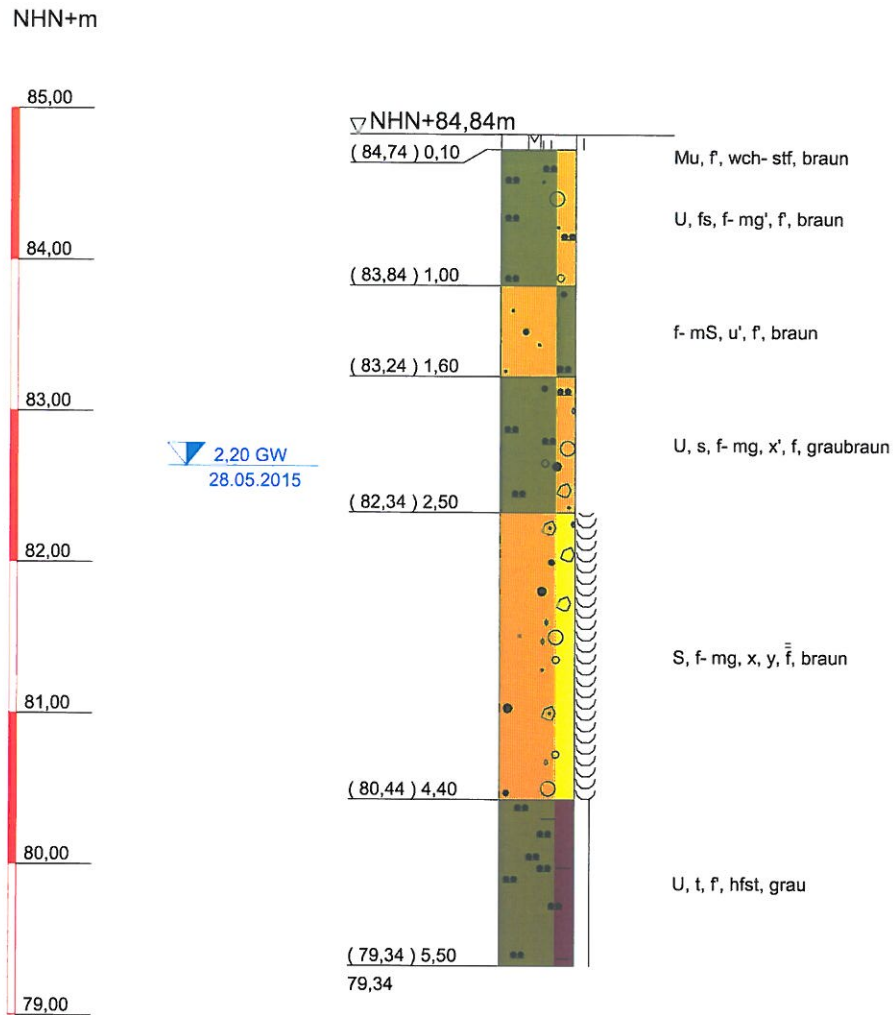 NHN+m
85,00
NHN+84,84m
( 84,74 ) 0,10
Mu, f', wch- stf, braun
U, fs, f- mg', f', braun
84,00
( 83,84 ) 1,00
f- mS, u', f', braun
( 83,24 ) 1,60
83,00
U, s, f- mg, x', f, graubraun
2,20 GW
28.05.2015
( 82,34 ) 2,50
82,00
S, f- mg, x, y, f̿, braun
81,00
( 80,44 ) 4,40
80,00
U, t, f', hfst, grau
( 79,34 ) 5,50
79,34
79,00